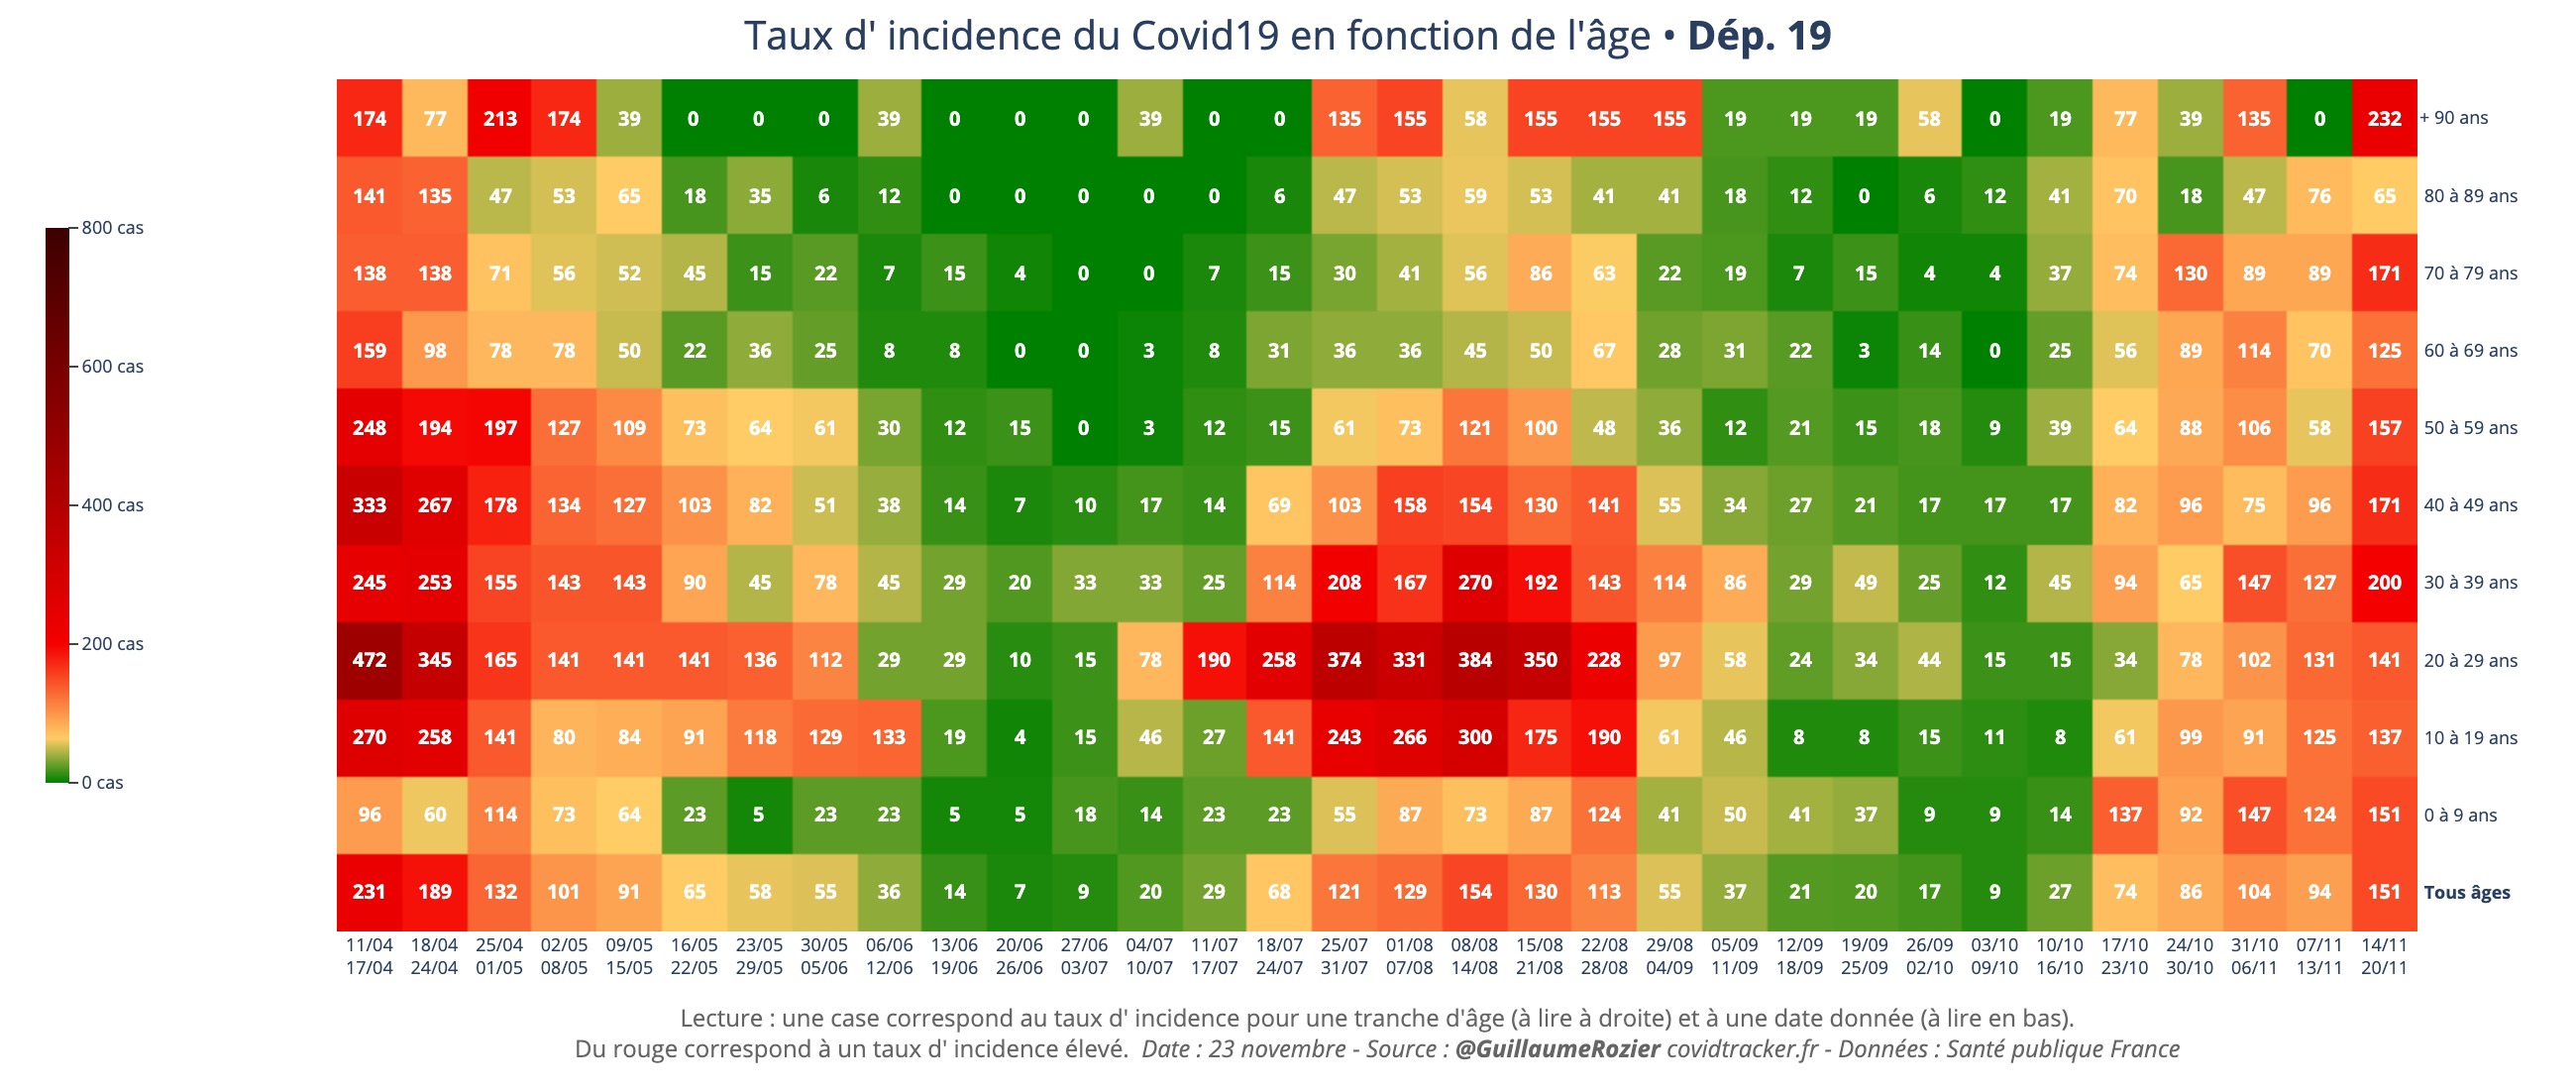 Taux d' incidence du Covid19 en fonction de l'âge • Dép. 19
800 cas
600 cas
400 cas
200 cas
0 cas
174 77 213 174 39 0 0 0 39 0 0 0 39 0 0 135 155 58 155 155 155 19 19 19 58 0 19 77 39 135 0 232 + 90 ans
141 135 47 53 65 18 35 6 12 0 0 0 0 0 6 47 53 59 53 41 41 18 12 0 6 12 41 70 18 47 76 65 80 à 89 ans
138 138 71 56 52 45 15 22 7 15 4 0 0 7 15 30 41 56 86 63 22 19 7 15 4 4 37 74 130 89 89 171 70 à 79 ans
159 98 78 78 50 22 36 25 8 8 0 0 3 8 31 36 36 45 50 67 28 31 22 3 14 0 25 56 89 114 70 125 60 à 69 ans
248 194 197 127 109 73 64 61 30 12 15 0 3 12 15 61 73 121 100 48 36 12 21 15 18 9 39 64 88 106 58 157 50 à 59 ans
333 267 178 134 127 103 82 51 38 14 7 10 17 14 69 103 158 154 130 141 55 34 27 21 17 17 17 82 96 75 96 171 40 à 49 ans
245 253 155 143 143 90 45 78 45 29 20 33 33 25 114 208 167 270 192 143 114 86 29 49 25 12 45 94 65 147 127 200 30 à 39 ans
472 345 165 141 141 141 136 112 29 29 10 15 78 190 258 374 331 384 350 228 97 58 24 34 44 15 15 34 78 102 131 141 20 à 29 ans
270 258 141 80 84 91 118 129 133 19 4 15 46 27 141 243 266 300 175 190 61 46 8 8 15 11 8 61 99 91 125 137 10 à 19 ans
96 60 114 73 64 23 5 23 23 5 5 18 14 23 23 55 87 73 87 124 41 50 41 37 9 9 14 137 92 147 124 151 0 à 9 ans
231 189 132 101 91 65 58 55 36 14 7 9 20 29 68 121 129 154 130 113 55 37 21 20 17 9 27 74 86 104 94 151 Tous âges
11/04 18/04 25/04 02/05 09/05 16/05 23/05 30/05 06/06 13/06 20/06 27/06 04/07 11/07 18/07 25/07 01/08 08/08 15/08 22/08 29/08 05/09 12/09 19/09 26/09 03/10 10/10 17/10 24/10 31/10 07/11 14/11
17/04 24/04 01/05 08/05 15/05 22/05 29/05 05/06 12/06 19/06 26/06 03/07 10/07 17/07 24/07 31/07 07/08 14/08 21/08 28/08 04/09 11/09 18/09 25/09 02/10 09/10 16/10 23/10 30/10 06/11 13/11 20/11
Lecture : une case correspond au taux d' incidence pour une tranche d'âge (à lire à droite) et à une date donnée (à lire en bas).
Du rouge correspond à un taux d' incidence élevé. Date : 23 novembre - Source : @GuillaumeRozier covidtracker.fr - Données : Santé publique France